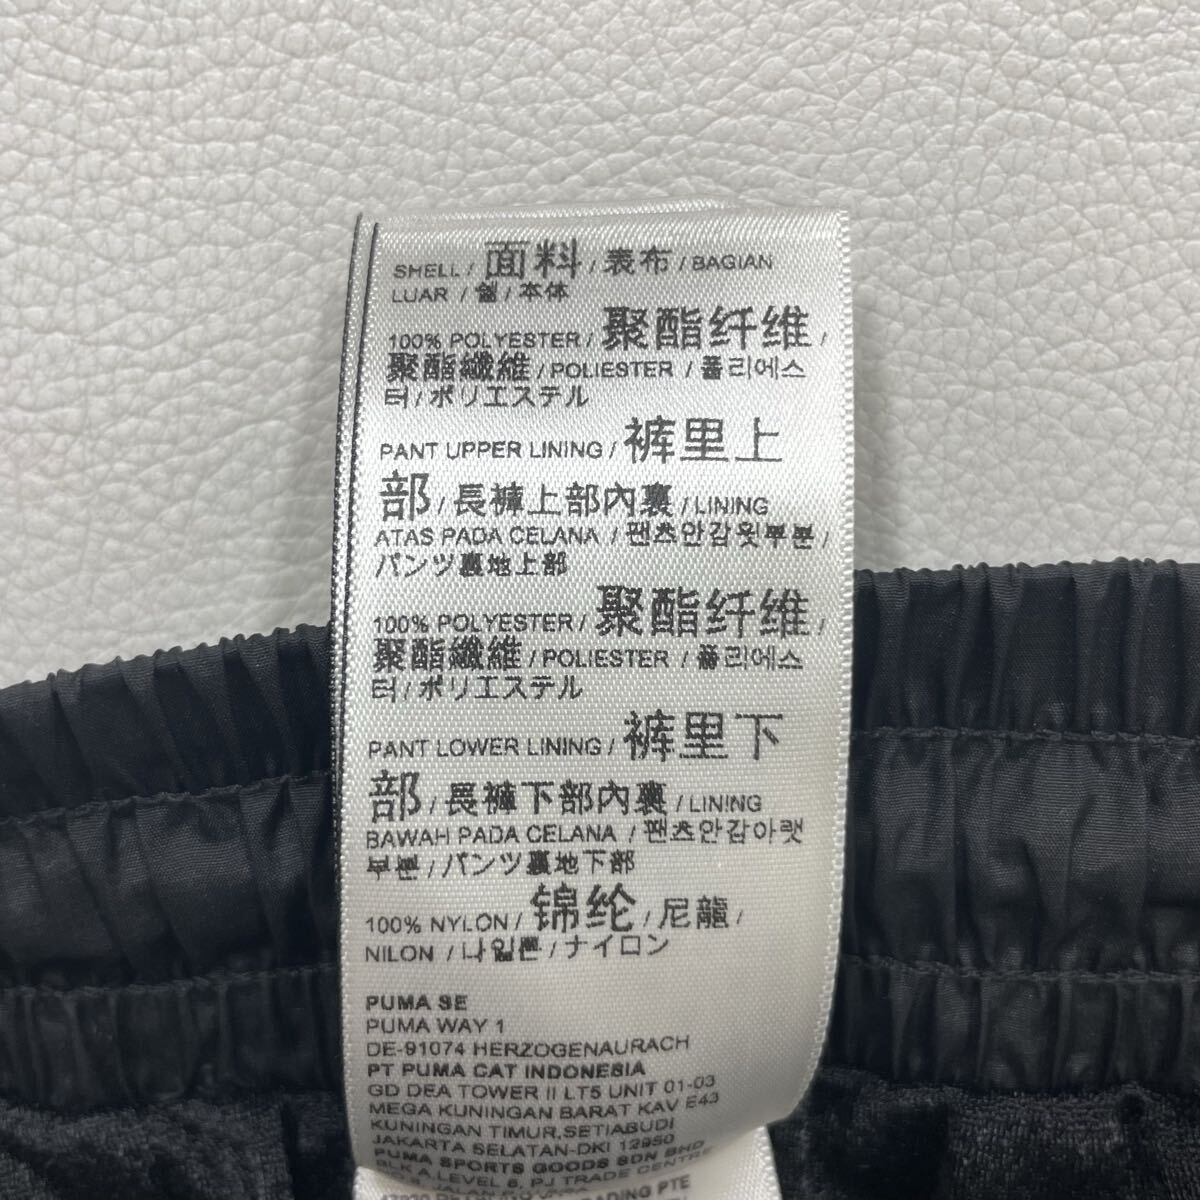 SHELL / 面料 / 表布 / BAGIAN
LUAR / 쉘 / 本体
100% POLYESTER / 聚酯纤维 /
聚酯纖維 / POLIESTER / 폴리에스
터 / ポリエステル
PANT UPPER LINING / 裤里上
部 / 長褲上部內裏 / LINING
ATAS PADA CELANA / 팬츠안감윗부분 /
パンツ裏地上部
100% POLYESTER / 聚酯纤维 /
聚酯纖維 / POLIESTER / 폴리에스
터 / ポリエステル
PANT LOWER LINING / 裤里下
部 / 長褲下部內裏 / LINING
BAWAH PADA CELANA / 팬츠안감아랫
부분 / パンツ裏地下部
100% NYLON / 锦纶 / 尼龍 /
NILON / 나일론 / ナイロン
PUMA SE
PUMA WAY 1
DE-91074 HERZOGENAURACH
PT PUMA CAT INDONESIA
GD DEA TOWER II LT5 UNIT 01-03
MEGA KUNINGAN BARAT KAV E43
KUNINGAN TIMUR,SETIABUDI
JAKARTA SELATAN-DKI 12950
PUMA SPORTS GOODS SDN BHD
BLK A, LEVEL 6, PJ TRADE CENTRE